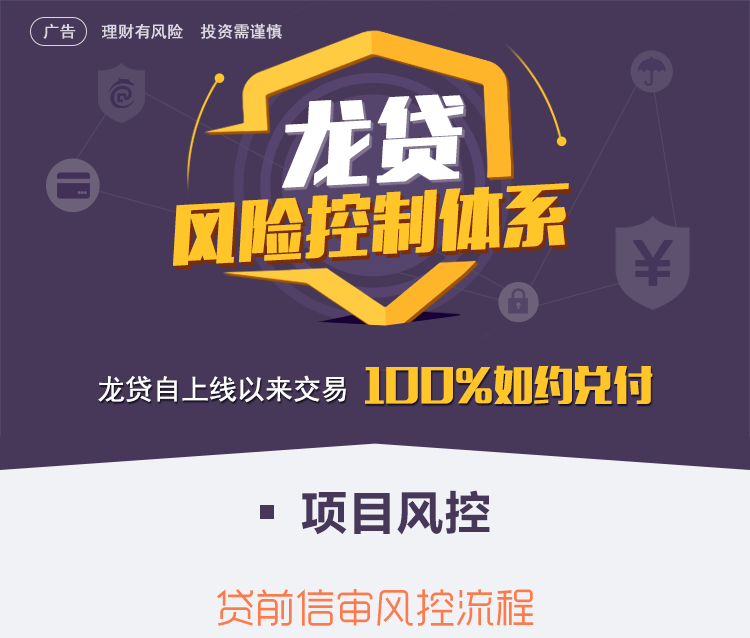 广告 理财有风险 投资需谨慎
龙贷
风险控制体系
龙贷自上线以来交易 100%如约兑付
项目风控
贷前信审风控流程